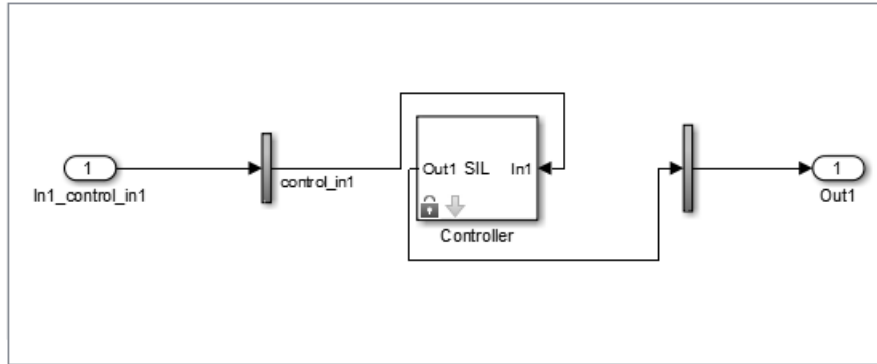 1
In1_control_in1
control_in1
Out1 SIL In1
Controller
1
Out1